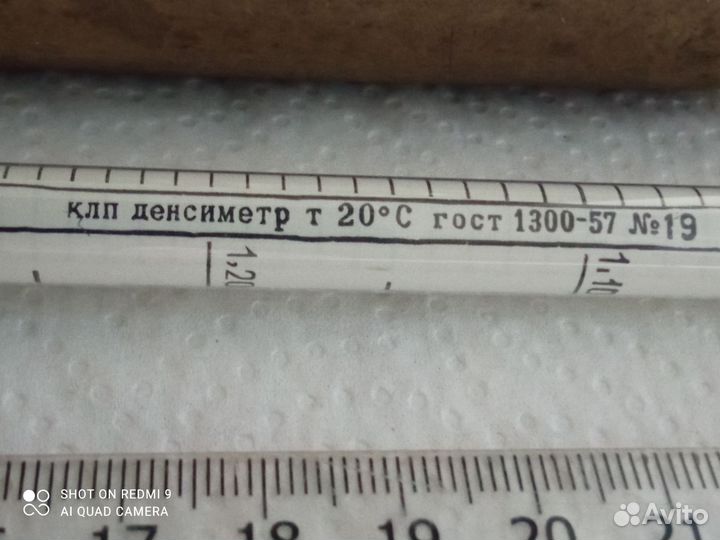 клп денсиметр т 20°С гост 1300-57 №19
1,20
1,10
17 18 19 20 21
SHOT ON REDMI 9
AI QUAD CAMERA
Avito